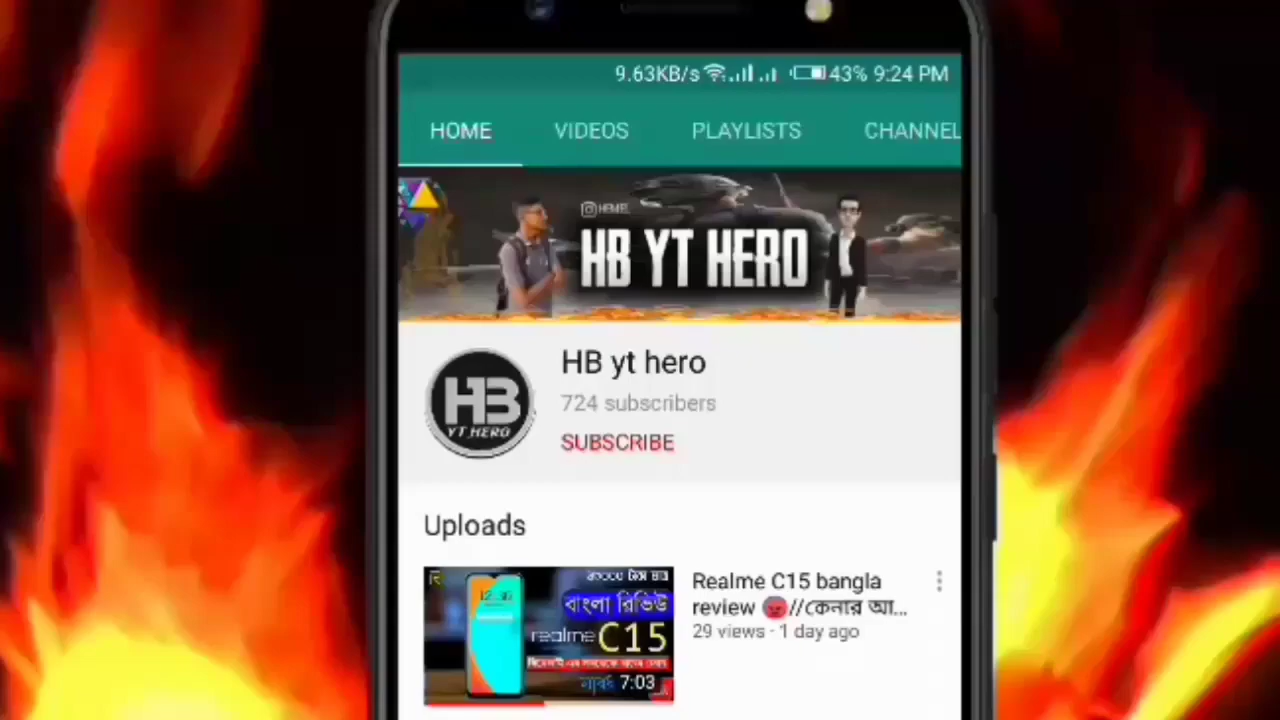 9.63KB/s 43% 9:24 PM
HOME VIDEOS PLAYLISTS CHANNEL
HB YT HERO
HB
YT HERO
HB yt hero
724 subscribers
SUBSCRIBE
Uploads
বাংলা রিভিউ
realme C15
7:03
Realme C15 bangla
review 😡//কেনার আ...
29 views · 1 day ago